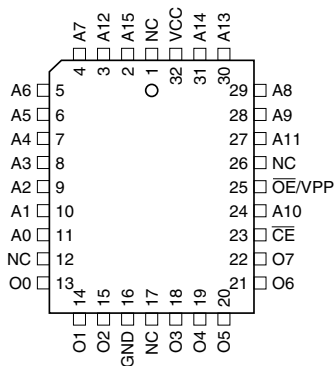 A7 A12 A15 NC VCC A14 A13
4 3 2 1 32 31 30
A6 5 29 A8
A5 6 28 A9
A4 7 27 A11
A3 8 26 NC
A2 9 25 O̅E̅/VPP
A1 10 24 A10
A0 11 23 C̅E̅
NC 12 22 O7
O0 13 21 O6
14 15 16 17 18 19 20
O1 O2 GND NC O3 O4 O5